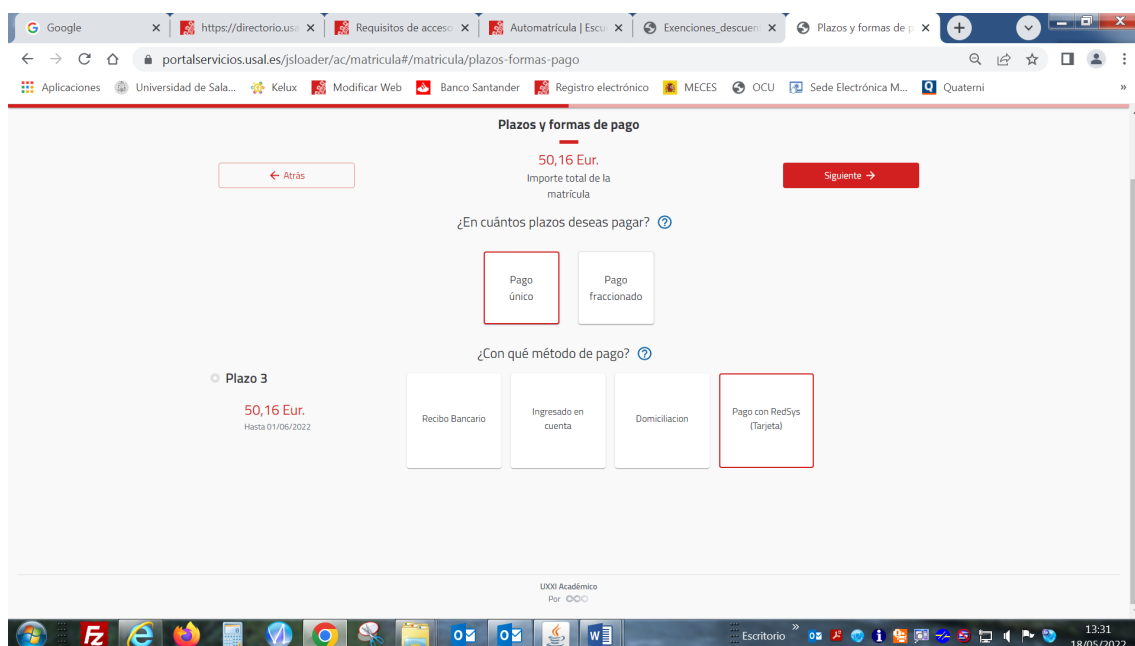 Google
https://directorio.usa
Requisitos de acceso
Automatrícula | Escu
Exenciones_descuent
Plazos y formas de p
portalservicios.usal.es/jsloader/ac/matricula#/matricula/plazos-formas-pago
Aplicaciones
Universidad de Sala...
Kelux
Modificar Web
Banco Santander
Registro electrónico
MECES
OCU
Sede Electrónica M...
Quaterni
»
Plazos y formas de pago
← Atrás
50,16 Eur.
Importe total de la
matrícula
Siguiente →
¿En cuántos plazos deseas pagar? ?
Pago
único
Pago
fraccionado
¿Con qué método de pago? ?
Plazo 3
50,16 Eur.
Hasta 01/06/2022
Recibo Bancario
Ingresado en
cuenta
Domiciliacion
Pago con RedSys
(Tarjeta)
UXXI Académico
Por
Escritorio
»
13:31
18/05/2022